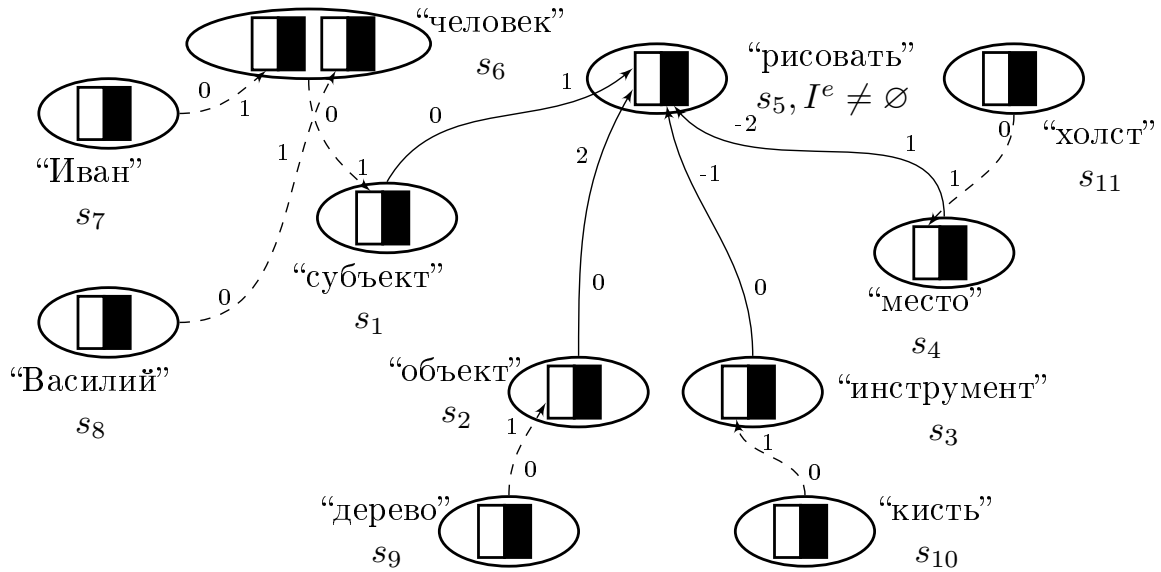 “человек”
s₆
“рисовать”
s₅, Iᵉ ≠ ∅
“холст”
s₁₁
“Иван”
s₇
“субъект”
s₁
“место”
s₄
“Василий”
s₈
“объект”
s₂
“инструмент”
s₃
“дерево”
s₉
“кисть”
s₁₀
0
1
0
1
0
1
0
1
0
1
2
0
-1
0
-2
1
0
1
1
0
1
0